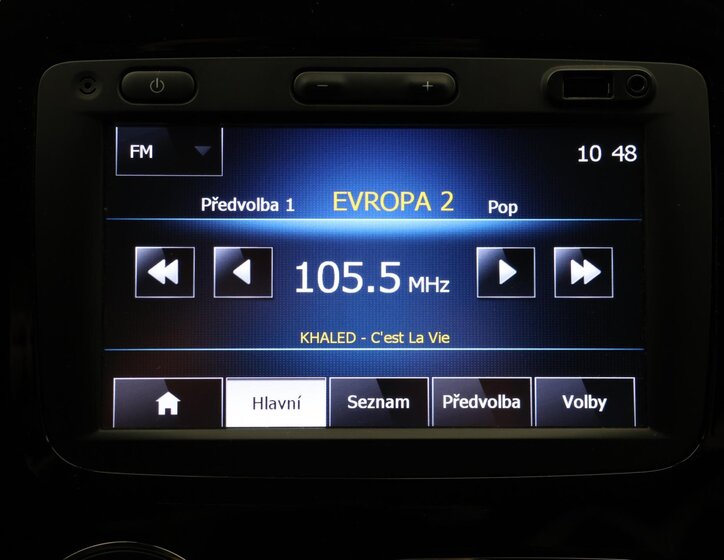 FM
10 48
Předvolba 1 EVROPA 2 Pop
105.5 MHz
KHALED - C'est La Vie
Hlavní Seznam Předvolba Volby